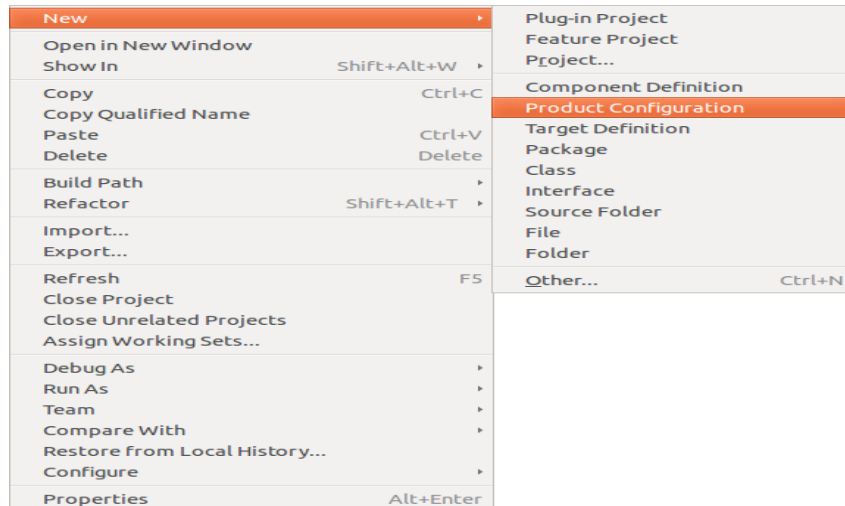 New
Open in New Window
Show In Shift+Alt+W
Copy Ctrl+C
Copy Qualified Name
Paste Ctrl+V
Delete Delete
Build Path
Refactor Shift+Alt+T
Import...
Export...
Refresh F5
Close Project
Close Unrelated Projects
Assign Working Sets...
Debug As
Run As
Team
Compare With
Restore from Local History...
Configure
Properties Alt+Enter
Plug-in Project
Feature Project
Project...
Component Definition
Product Configuration
Target Definition
Package
Class
Interface
Source Folder
File
Folder
Other... Ctrl+N